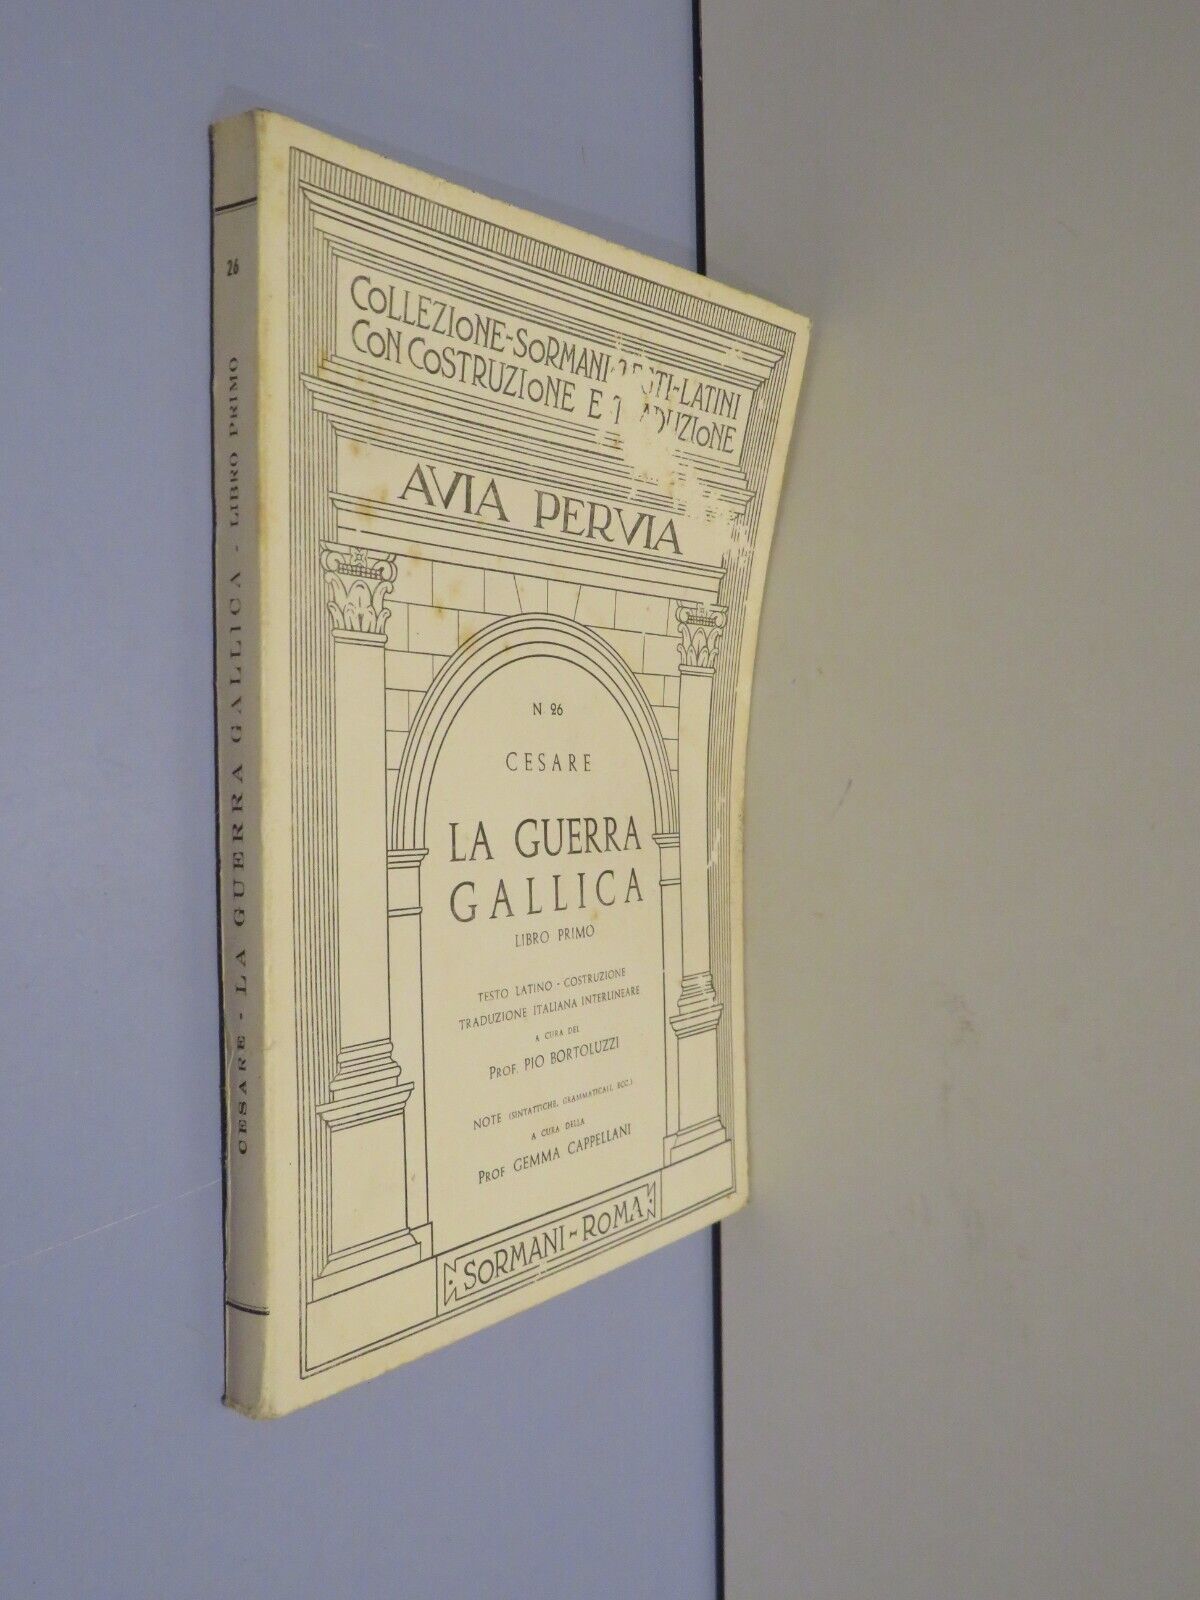 26
CESARE - LA GUERRA GALLICA - LIBRO PRIMO
COLLEZIONE-SORMANI-TESTI-LATINI
CON COSTRUZIONE E TRADUZIONE
AVIA PERVIA
N 26
CESARE
LA GUERRA
GALLICA
LIBRO PRIMO
TESTO LATINO - COSTRUZIONE
TRADUZIONE ITALIANA INTERLINEARE
A CURA DEL
PROF. PIO BORTOLUZZI
NOTE (SINTATTICHE, GRAMMATICALI, ECC.)
A CURA DELLA
PROF GEMMA CAPPELLANI
SORMANI-ROMA